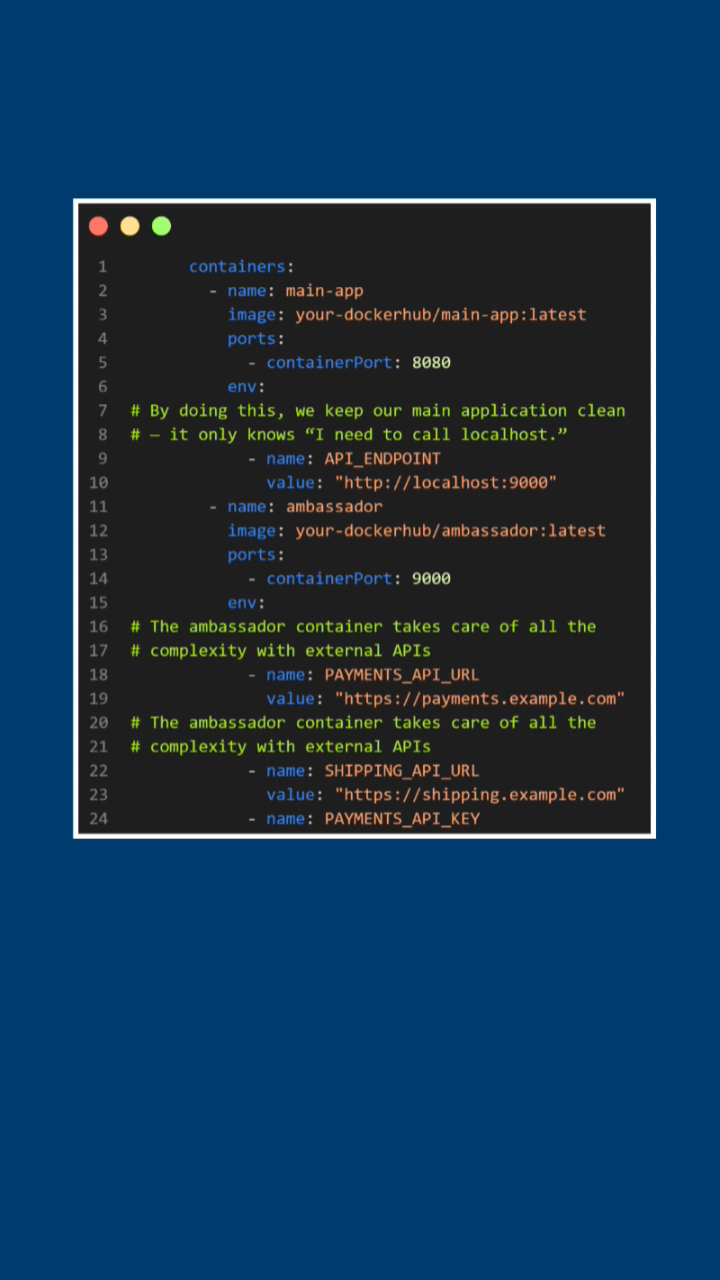 1 containers:
2 - name: main-app
3 image: your-dockerhub/main-app:latest
4 ports:
5 - containerPort: 8080
6 env:
7 # By doing this, we keep our main application clean
8 # – it only knows “I need to call localhost.”
9 - name: API_ENDPOINT
10 value: "http://localhost:9000"
11 - name: ambassador
12 image: your-dockerhub/ambassador:latest
13 ports:
14 - containerPort: 9000
15 env:
16 # The ambassador container takes care of all the
17 # complexity with external APIs
18 - name: PAYMENTS_API_URL
19 value: "https://payments.example.com"
20 # The ambassador container takes care of all the
21 # complexity with external APIs
22 - name: SHIPPING_API_URL
23 value: "https://shipping.example.com"
24 - name: PAYMENTS_API_KEY